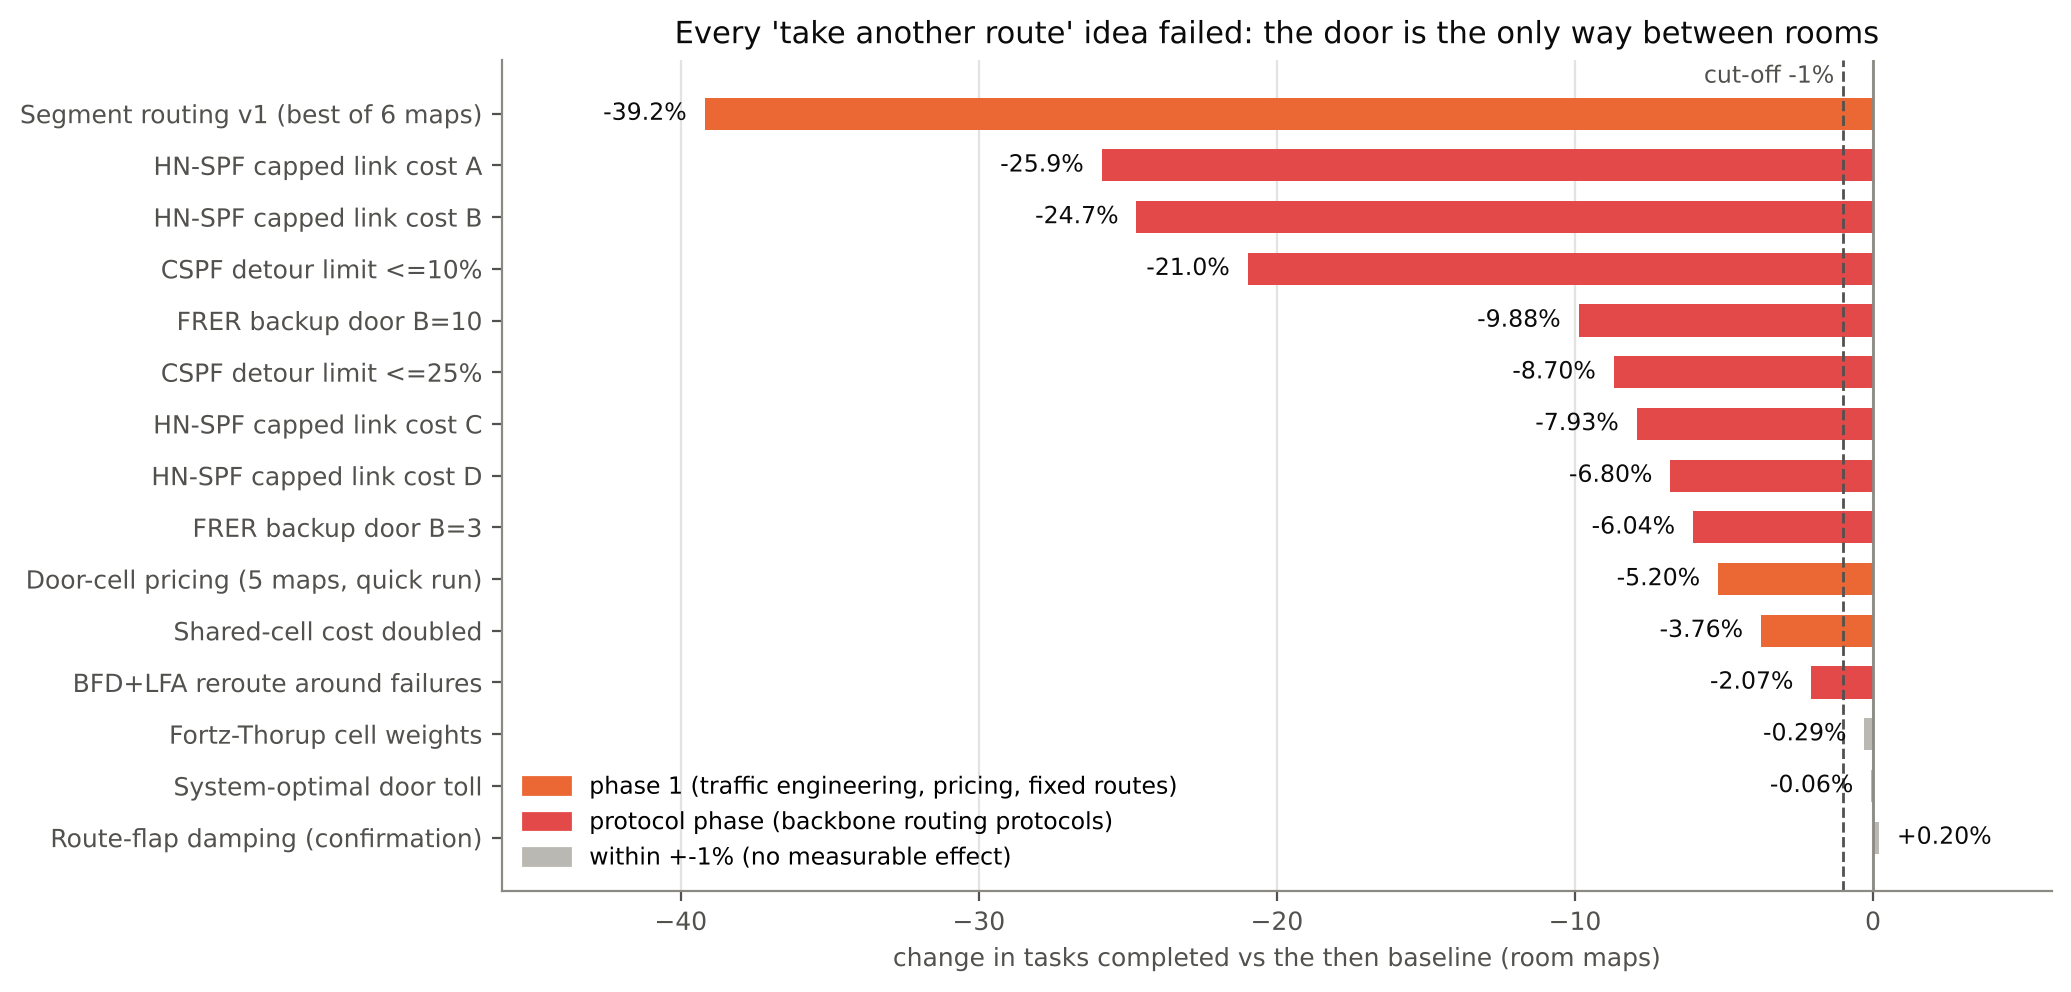 Every 'take another route' idea failed: the door is the only way between rooms
cut-off -1%
Segment routing v1 (best of 6 maps)
-39.2%
HN-SPF capped link cost A
-25.9%
HN-SPF capped link cost B
-24.7%
CSPF detour limit <=10%
-21.0%
FRER backup door B=10
-9.88%
CSPF detour limit <=25%
-8.70%
HN-SPF capped link cost C
-7.93%
HN-SPF capped link cost D
-6.80%
FRER backup door B=3
-6.04%
Door-cell pricing (5 maps, quick run)
-5.20%
Shared-cell cost doubled
-3.76%
BFD+LFA reroute around failures
-2.07%
Fortz-Thorup cell weights
-0.29%
System-optimal door toll
-0.06%
Route-flap damping (confirmation)
+0.20%
phase 1 (traffic engineering, pricing, fixed routes)
protocol phase (backbone routing protocols)
within +-1% (no measurable effect)
−40
−30
−20
−10
0
change in tasks completed vs the then baseline (room maps)